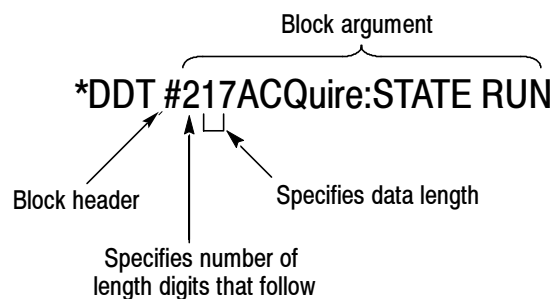 Block argument
*DDT #217ACQuire:STATE RUN
Specifies data length
Block header
Specifies number of
length digits that follow